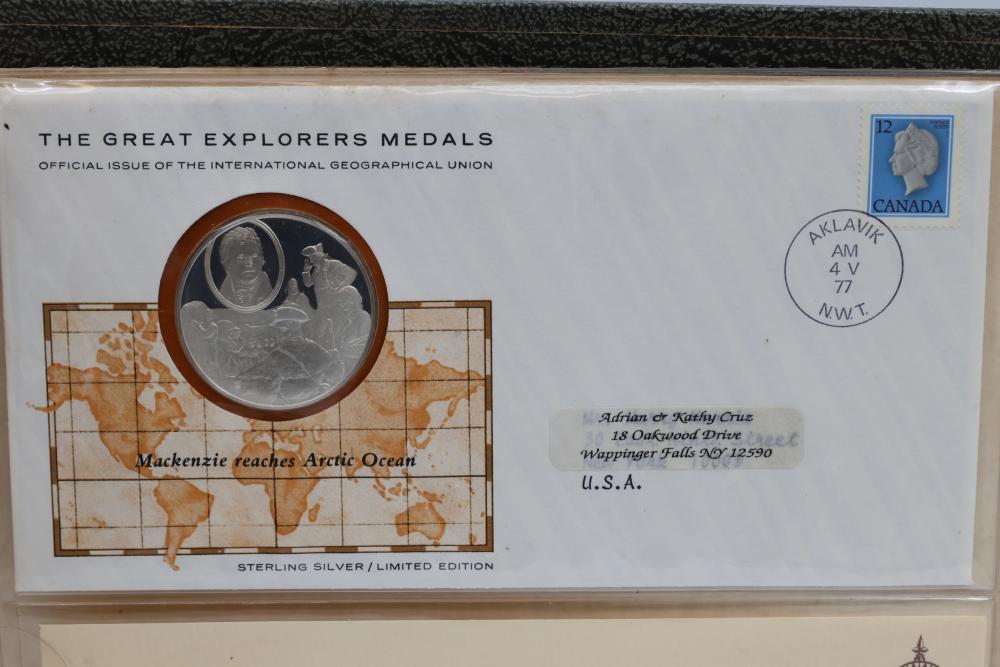 THE GREAT EXPLORERS MEDALS
OFFICIAL ISSUE OF THE INTERNATIONAL GEOGRAPHICAL UNION
12
CANADA
AKLAVIK
AM
4 V
77
N.W.T.
Adrian & Kathy Cruz
18 Oakwood Drive
Wappinger Falls NY 12590
U.S.A.
Mackenzie reaches Arctic Ocean
STERLING SILVER / LIMITED EDITION